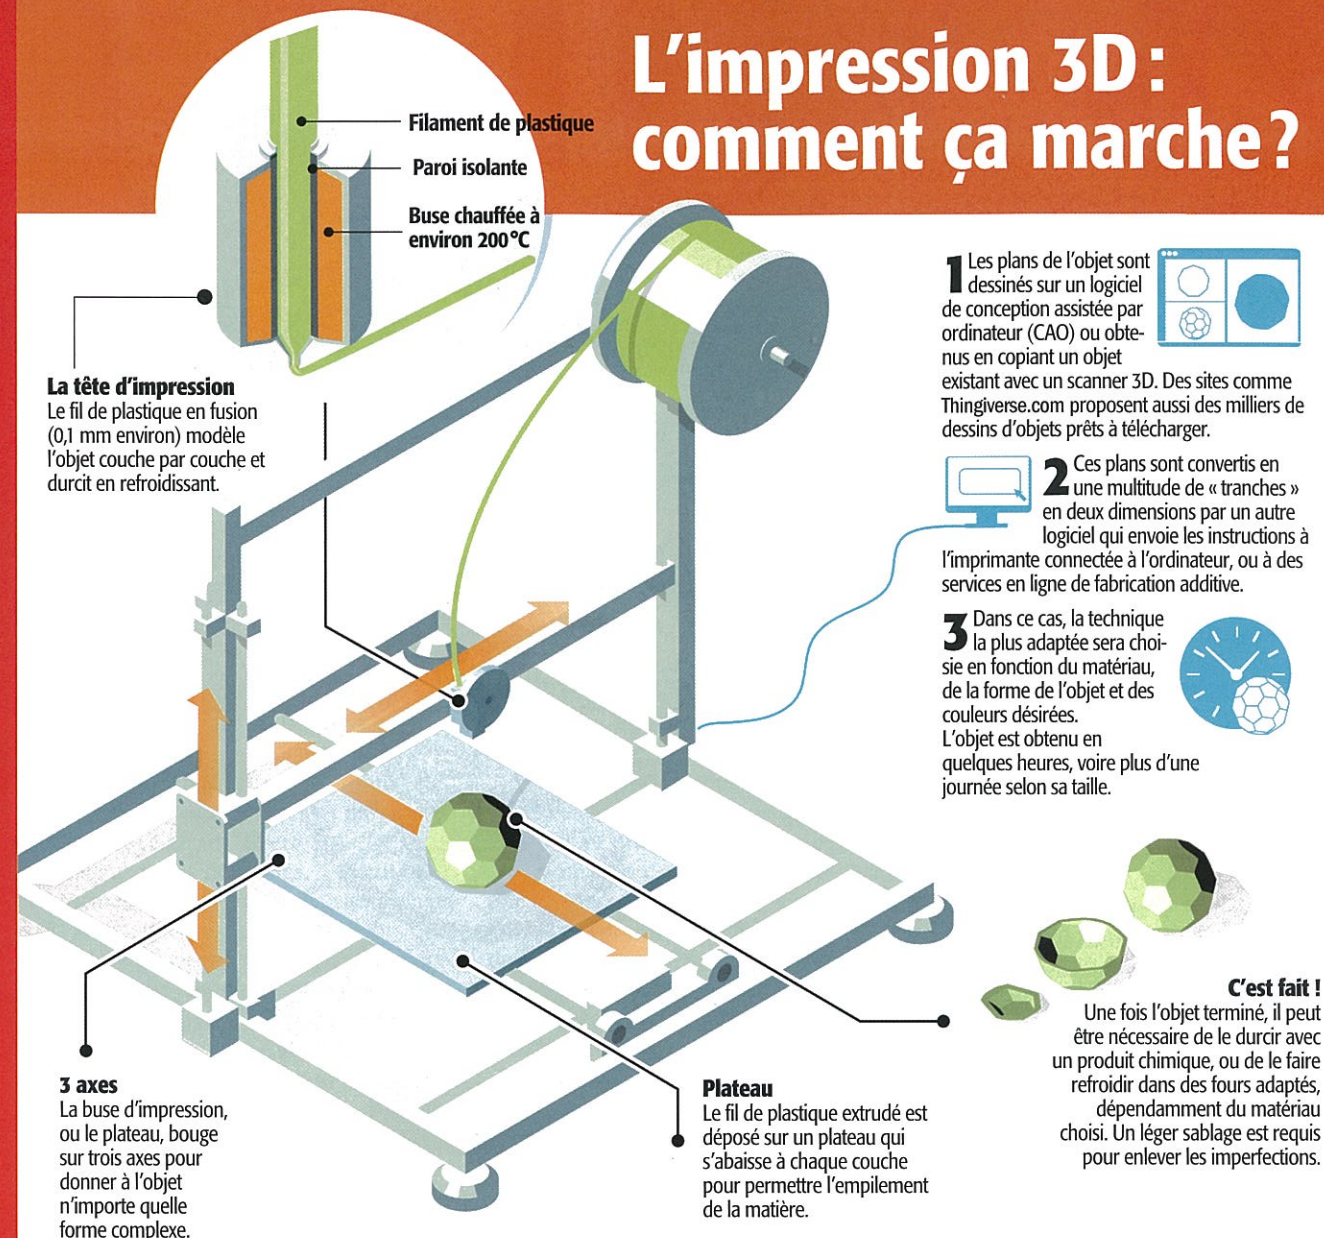 L'impression 3D :
comment ça marche ?
Filament de plastique
Paroi isolante
Buse chauffée à
environ 200 °C
La tête d'impression
Le fil de plastique en fusion
(0,1 mm environ) modèle
l'objet couche par couche et
durcit en refroidissant.
1 Les plans de l'objet sont
dessinés sur un logiciel
de conception assistée par
ordinateur (CAO) ou obte-
nus en copiant un objet
existant avec un scanner 3D. Des sites comme
Thingiverse.com proposent aussi des milliers de
dessins d'objets prêts à télécharger.
2 Ces plans sont convertis en
une multitude de « tranches »
en deux dimensions par un autre
logiciel qui envoie les instructions à
l'imprimante connectée à l'ordinateur, ou à des
services en ligne de fabrication additive.
3 Dans ce cas, la technique
la plus adaptée sera choi-
sie en fonction du matériau,
de la forme de l'objet et des
couleurs désirées.
L'objet est obtenu en
quelques heures, voire plus d'une
journée selon sa taille.
C'est fait !
Une fois l'objet terminé, il peut
être nécessaire de le durcir avec
un produit chimique, ou de le faire
refroidir dans des fours adaptés,
dépendamment du matériau
choisi. Un léger sablage est requis
pour enlever les imperfections.
3 axes
La buse d'impression,
ou le plateau, bouge
sur trois axes pour
donner à l'objet
n'importe quelle
forme complexe.
Plateau
Le fil de plastique extrudé est
déposé sur un plateau qui
s'abaisse à chaque couche
pour permettre l'empilement
de la matière.